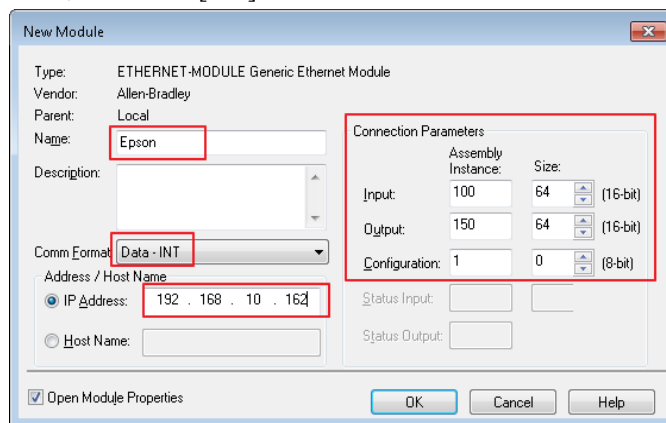 New Module
Type: ETHERNET-MODULE Generic Ethernet Module
Vendor: Allen-Bradley
Parent: Local
Name: Epson
Description:
Comm Format: Data - INT
Address / Host Name
IP Address: 192 . 168 . 10 . 162
Host Name:
Connection Parameters
Assembly
Instance: Size:
Input: 100 64 (16-bit)
Output: 150 64 (16-bit)
Configuration: 1 0 (8-bit)
Status Input:
Status Output:
Open Module Properties
OK Cancel Help